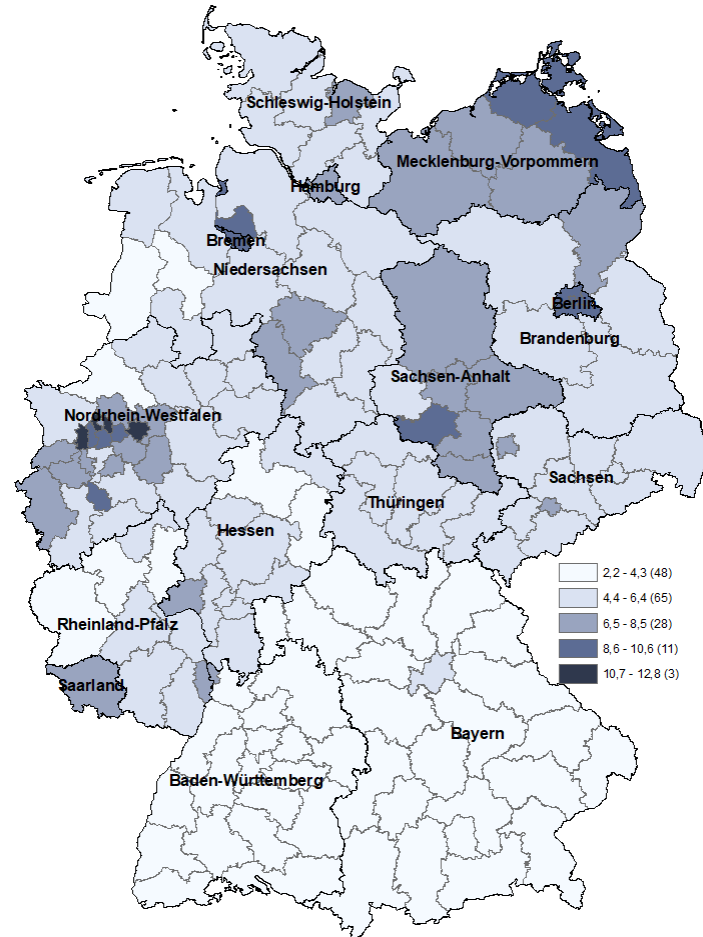 Schleswig-Holstein
Mecklenburg-Vorpommern
Hamburg
Bremen
Niedersachsen
Berlin
Brandenburg
Sachsen-Anhalt
Nordrhein-Westfalen
Sachsen
Thüringen
Hessen
2,2 - 4,3 (48)
4,4 - 6,4 (65)
6,5 - 8,5 (28)
8,6 - 10,6 (11)
10,7 - 12,8 (3)
Rheinland-Pfalz
Saarland
Bayern
Baden-Württemberg